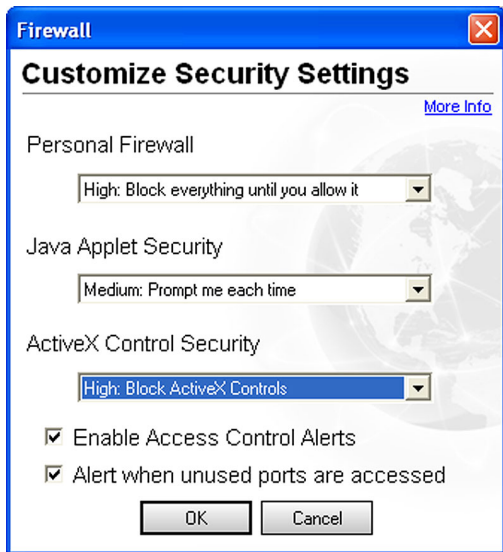 Firewall
Customize Security Settings
More Info
Personal Firewall
High: Block everything until you allow it
Java Applet Security
Medium: Prompt me each time
ActiveX Control Security
High: Block ActiveX Controls
Enable Access Control Alerts
Alert when unused ports are accessed
OK Cancel